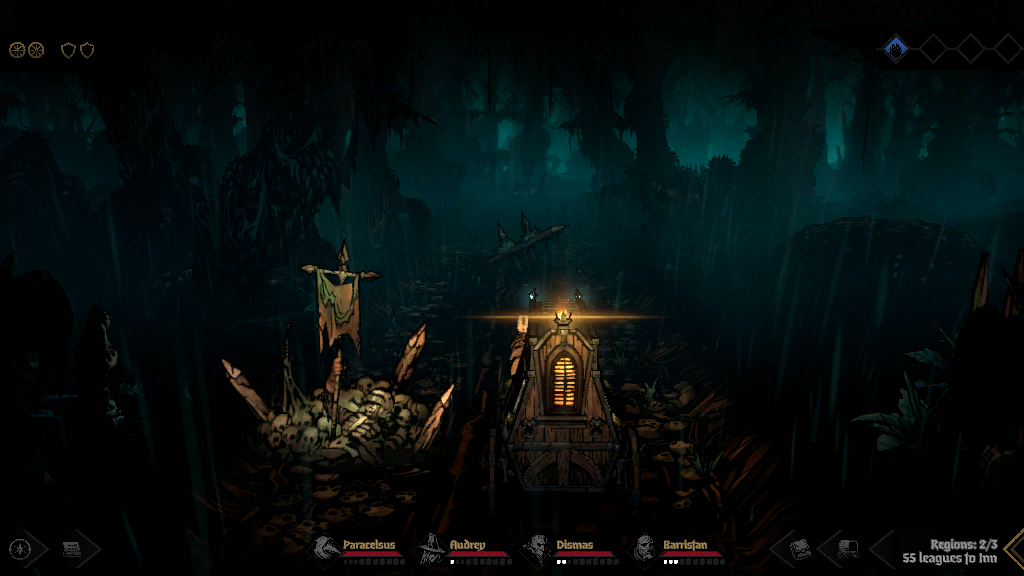 Paracelsus
Audrey
Dismas
Barristan
Regions: 2/3
55 leagues to Inn